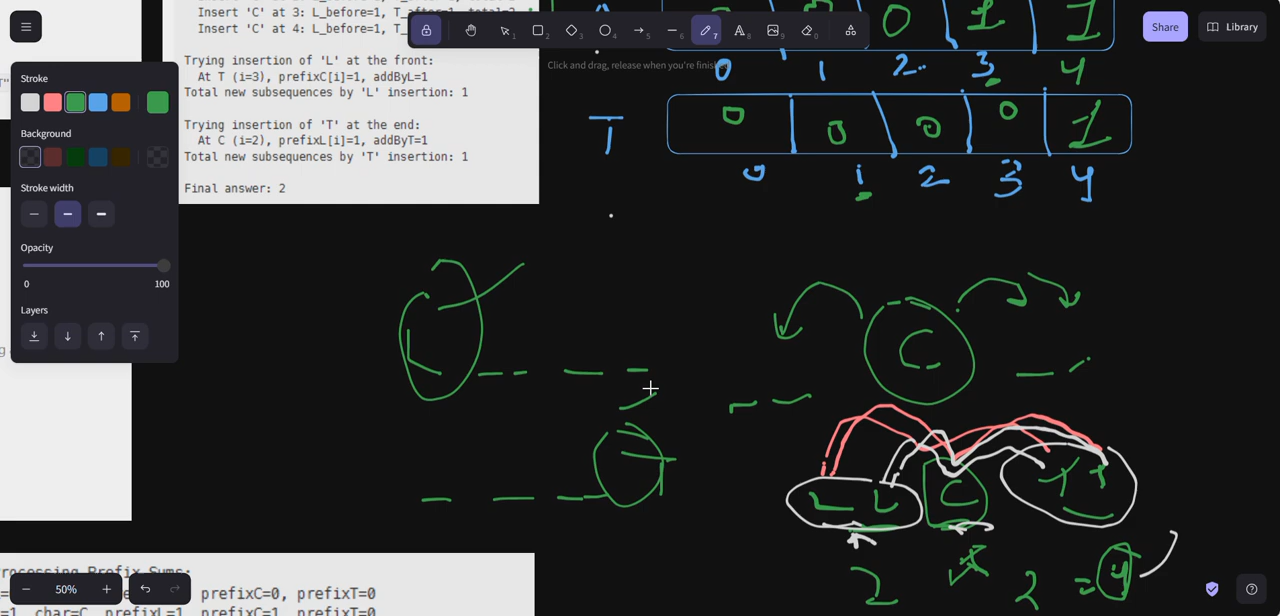 Insert 'C' at 3: L_before=1, T_after=1, total=2
Insert 'C' at 4: L_before=1, T_
Trying insertion of 'L' at the front:
At T (i=3), prefixC[i]=1, addByL=1
Total new subsequences by 'L' insertion: 1
Trying insertion of 'T' at the end:
At C (i=2), prefixL[i]=1, addByT=1
Total new subsequences by 'T' insertion: 1
Final answer: 2
Share
Library
Click and drag, release when you're finis
Stroke
Background
Stroke width
Opacity
0 100
Layers
0 1 1
0 1 2 3 4
T 0 0 0 0 1
0 1 2 3 4
L
C
T
L L C T T
2 x 2 = 4
rocessing Prefix Sums:
prefixC=0, prefixT=0
=1, char=C, prefixL=1, prefixC=1, prefixT=0
50%